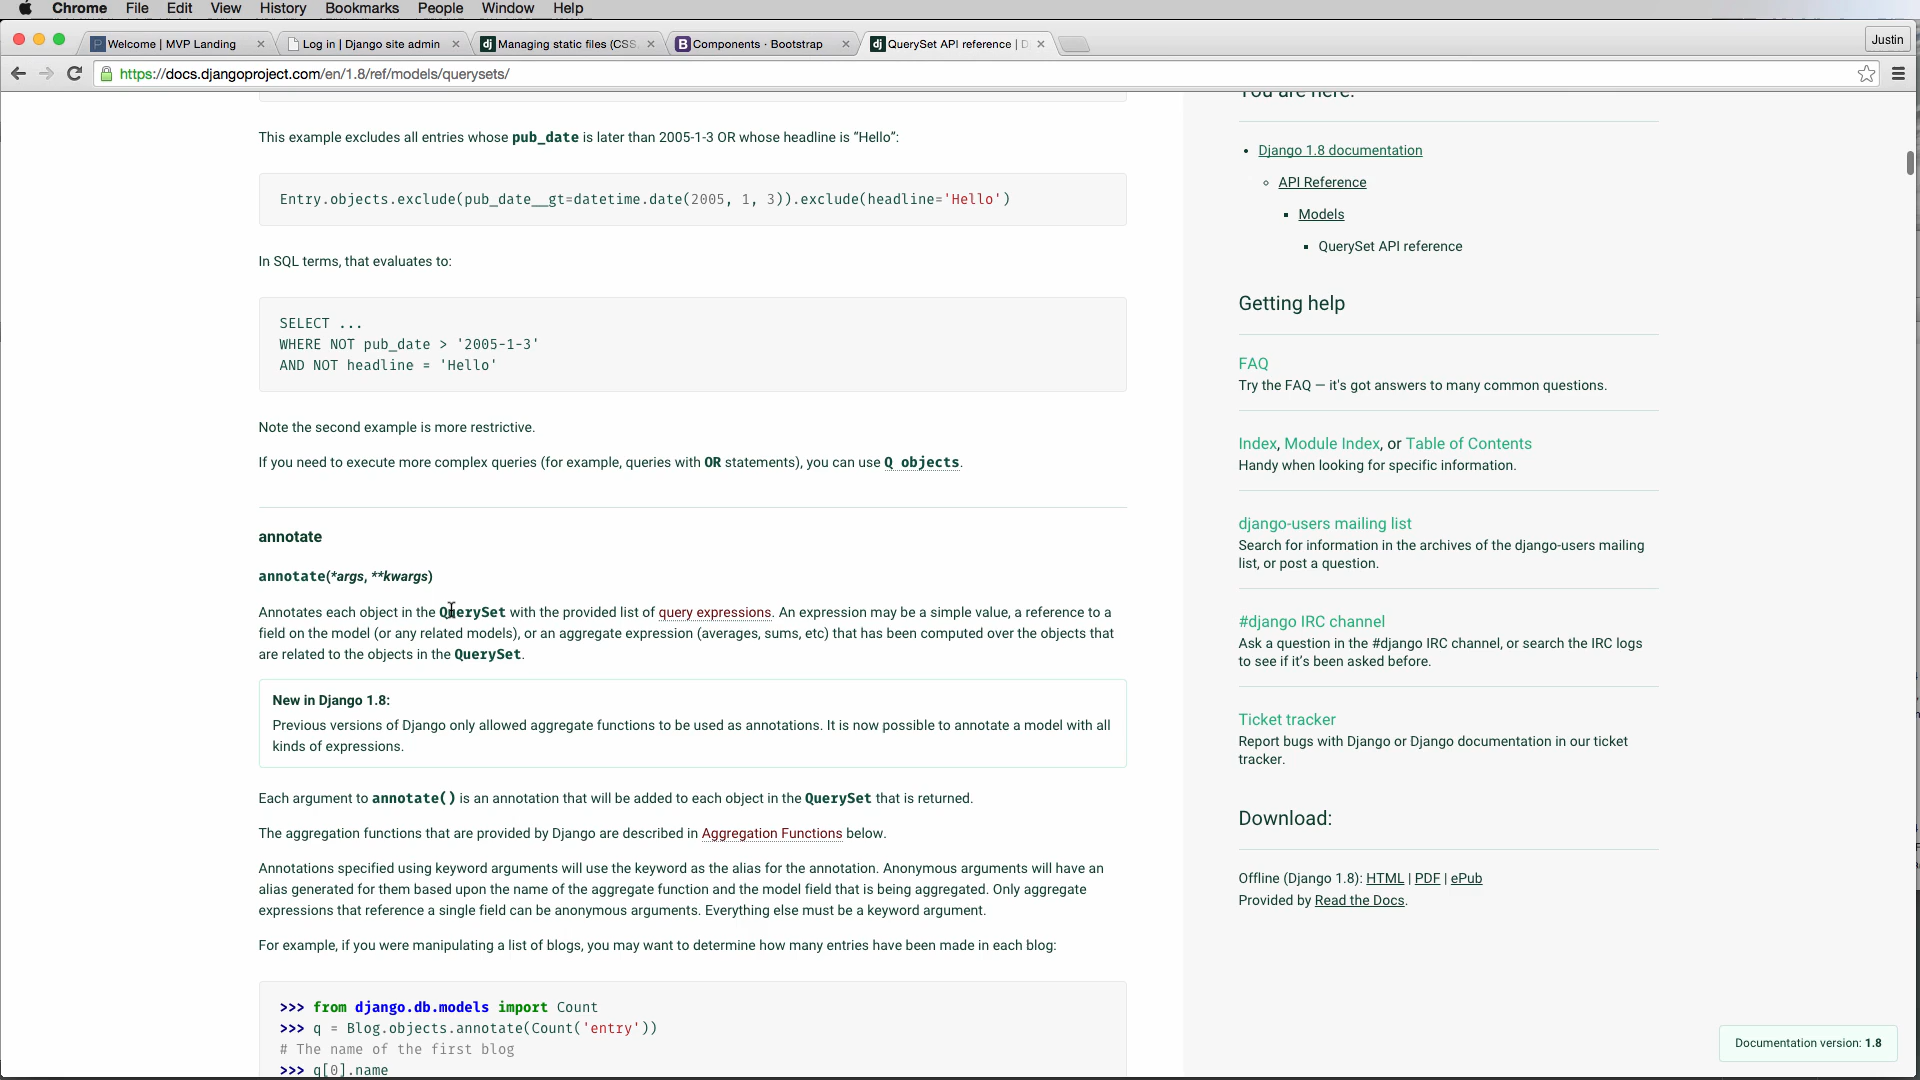 Chrome File Edit View History Bookmarks People Window Help
Welcome | MVP Landing
Log in | Django site admin
Managing static files (CSS,
Components · Bootstrap
QuerySet API reference | D
Justin
https://docs.djangoproject.com/en/1.8/ref/models/querysets/
This example excludes all entries whose pub_date is later than 2005-1-3 OR whose headline is “Hello”:
Entry.objects.exclude(pub_date__gt=datetime.date(2005, 1, 3)).exclude(headline='Hello')
In SQL terms, that evaluates to:
SELECT ...
WHERE NOT pub_date > '2005-1-3'
AND NOT headline = 'Hello'
Note the second example is more restrictive.
If you need to execute more complex queries (for example, queries with OR statements), you can use Q objects.
annotate
annotate(*args, **kwargs)
Annotates each object in the QuerySet with the provided list of query expressions. An expression may be a simple value, a reference to a
field on the model (or any related models), or an aggregate expression (averages, sums, etc) that has been computed over the objects that
are related to the objects in the QuerySet.
New in Django 1.8:
Previous versions of Django only allowed aggregate functions to be used as annotations. It is now possible to annotate a model with all
kinds of expressions.
Each argument to annotate() is an annotation that will be added to each object in the QuerySet that is returned.
The aggregation functions that are provided by Django are described in Aggregation Functions below.
Annotations specified using keyword arguments will use the keyword as the alias for the annotation. Anonymous arguments will have an
alias generated for them based upon the name of the aggregate function and the model field that is being aggregated. Only aggregate
expressions that reference a single field can be anonymous arguments. Everything else must be a keyword argument.
For example, if you were manipulating a list of blogs, you may want to determine how many entries have been made in each blog:
>>> from django.db.models import Count
>>> q = Blog.objects.annotate(Count('entry'))
# The name of the first blog
>>> q[0].name
You are here:
Django 1.8 documentation
API Reference
Models
QuerySet API reference
Getting help
FAQ
Try the FAQ — it's got answers to many common questions.
Index, Module Index, or Table of Contents
Handy when looking for specific information.
django-users mailing list
Search for information in the archives of the django-users mailing
list, or post a question.
#django IRC channel
Ask a question in the #django IRC channel, or search the IRC logs
to see if it’s been asked before.
Ticket tracker
Report bugs with Django or Django documentation in our ticket
tracker.
Download:
Offline (Django 1.8): HTML | PDF | ePub
Provided by Read the Docs.
Documentation version: 1.8